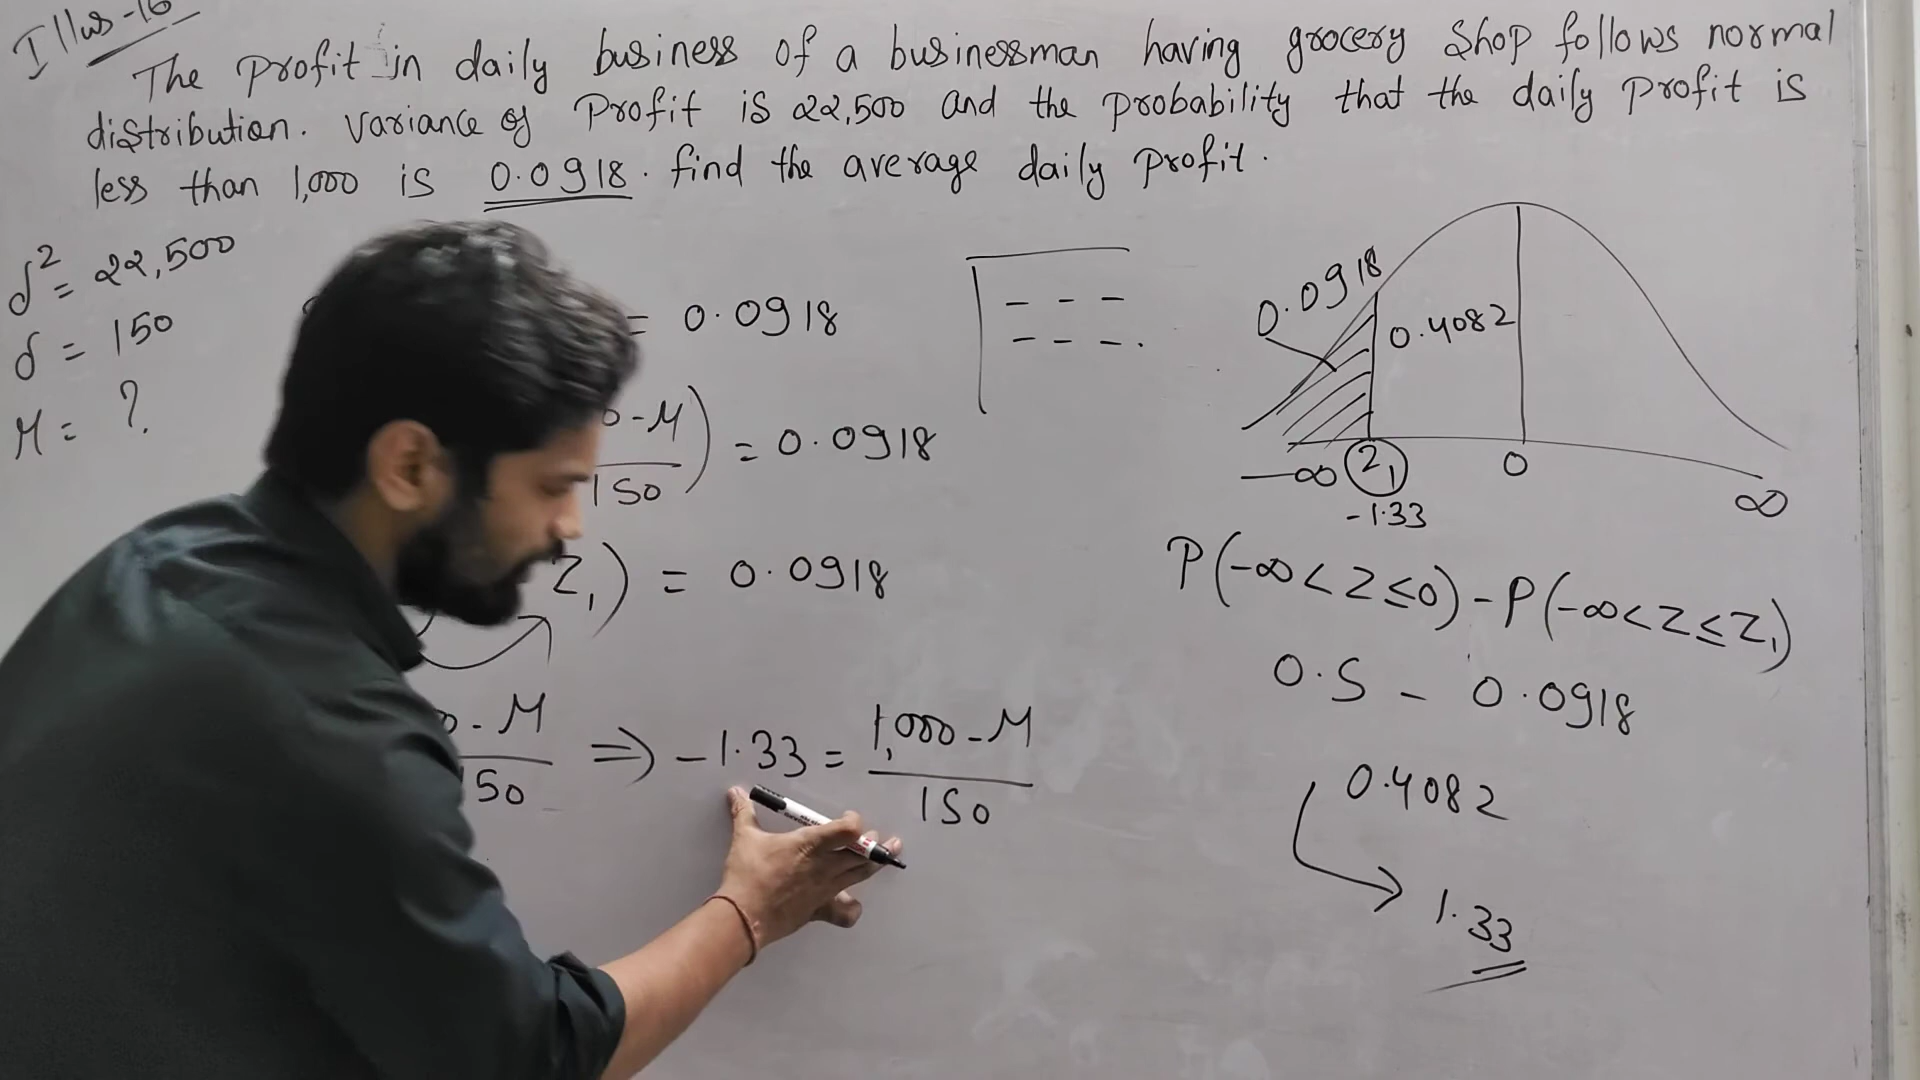 Illus-16
The Profit in daily business of a businessman having grocery shop follows normal
distribution. Variance of Profit is 22,500 and the probability that the daily Profit is
less than 1,000 is 0.0918. find the average daily Profit.
σ² = 22,500
σ = 150
μ = ?
= 0.0918
0 - μ) = 0.0918
150
Z₁) = 0.0918
0 - μ ⇒ -1.33 = 1,000 - μ
50 150
0.0918
0.4082
-∞ Z₁ 0 ∞
-1.33
P(-∞ < Z ≤ 0) - P(-∞ < Z ≤ Z₁)
0.5 - 0.0918
0.4082
1.33